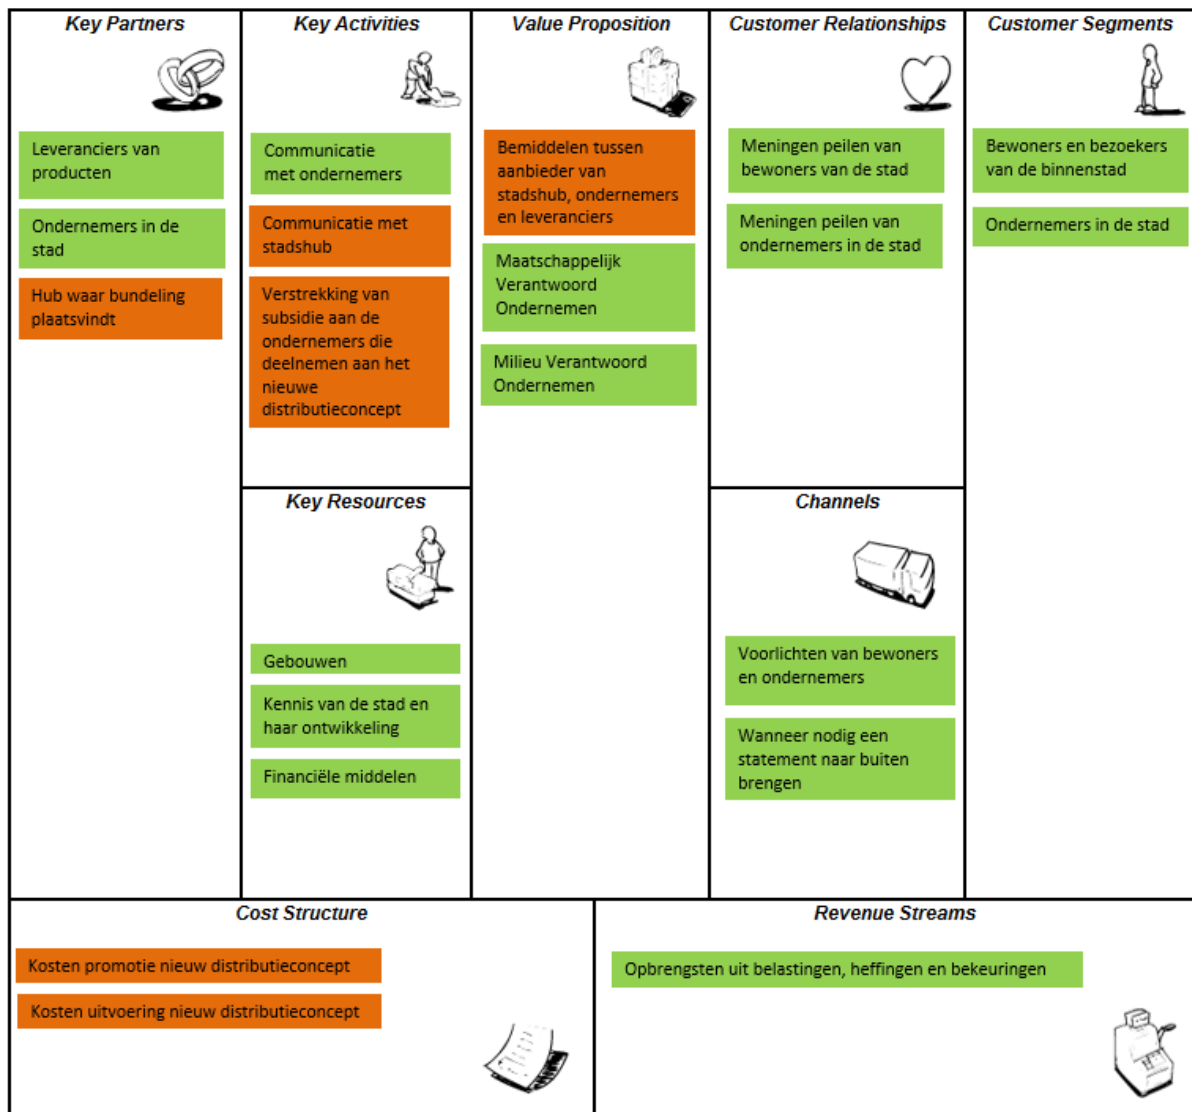 Key Partners
Leveranciers van
producten
Ondernemers in de
stad
Hub waar bundeling
plaatsvindt
Key Activities
Communicatie
met ondernemers
Communicatie met
stadshub
Verstrekking van
subsidie aan de
ondernemers die
deelnemen aan het
nieuwe
distributieconcept
Key Resources
Gebouwen
Kennis van de stad en
haar ontwikkeling
Financiële middelen
Value Proposition
Bemiddelen tussen
aanbieder van
stadshub, ondernemers
en leveranciers
Maatschappelijk
Verantwoord
Ondernemen
Milieu Verantwoord
Ondernemen
Customer Relationships
Meningen peilen van
bewoners van de stad
Meningen peilen van
ondernemers in de stad
Channels
Voorlichten van bewoners
en ondernemers
Wanneer nodig een
statement naar buiten
brengen
Customer Segments
Bewoners en bezoekers
van de binnenstad
Ondernemers in de stad
Cost Structure
Kosten promotie nieuw distributieconcept
Kosten uitvoering nieuw distributieconcept
Revenue Streams
Opbrengsten uit belastingen, heffingen en bekeuringen